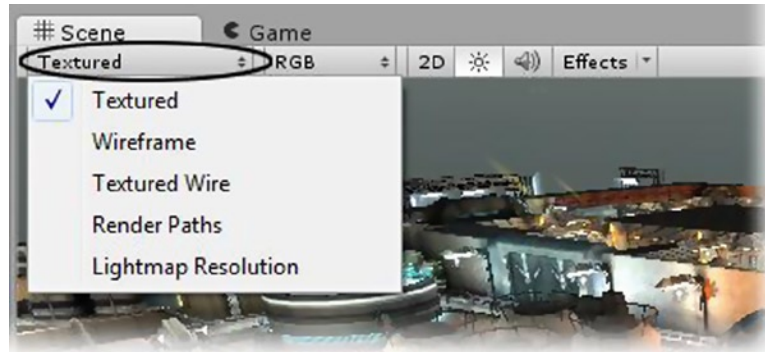 Scene Game
Textured RGB 2D Effects
Textured
Wireframe
Textured Wire
Render Paths
Lightmap Resolution